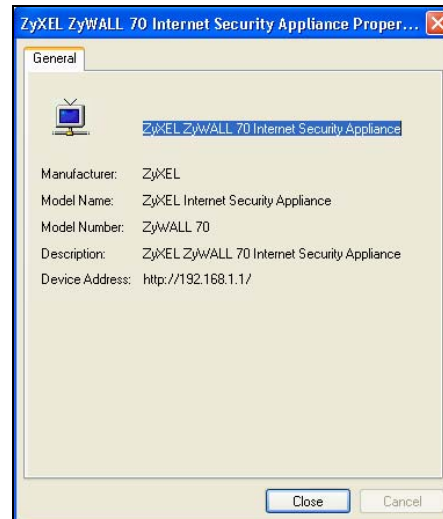 ZyXEL ZyWALL 70 Internet Security Appliance Proper...
General
ZyXEL ZyWALL 70 Internet Security Appliance
Manufacturer: ZyXEL
Model Name: ZyXEL Internet Security Appliance
Model Number: ZyWALL 70
Description: ZyXEL ZyWALL 70 Internet Security Appliance
Device Address: http://192.168.1.1/
Close Cancel